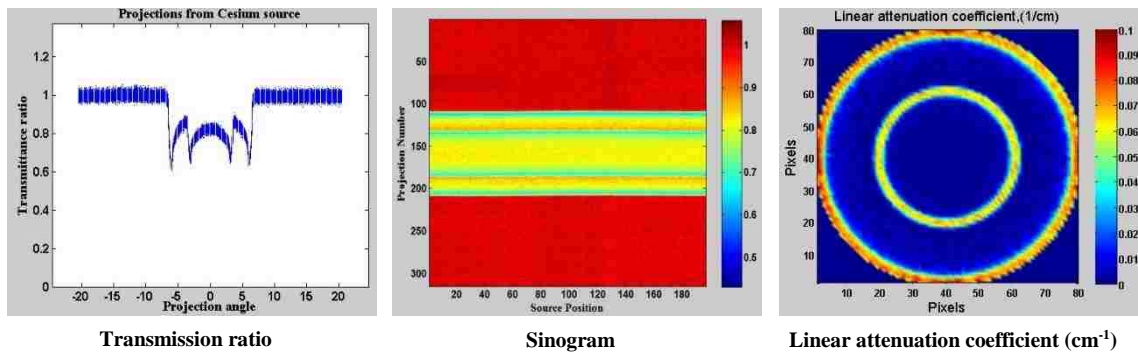 Projections from Cesium source
Transmittance ratio
1.2
1
0.8
0.6
0.4
0.2
0
-20 -15 -10 -5 0 5 10 15 20
Projection angle
Transmission ratio
Projection Number
50
100
150
200
250
300
20 40 60 80 100 120 140 160 180
Source Position
1
0.9
0.8
0.7
0.6
0.5
Sinogram
Linear attenuation coefficient,(1/cm)
Pixels
80
70
60
50
40
30
20
10
10 20 30 40 50 60 70 80
Pixels
0.1
0.09
0.08
0.07
0.06
0.05
0.04
0.03
0.02
0.01
0
Linear attenuation coefficient (cm⁻¹)